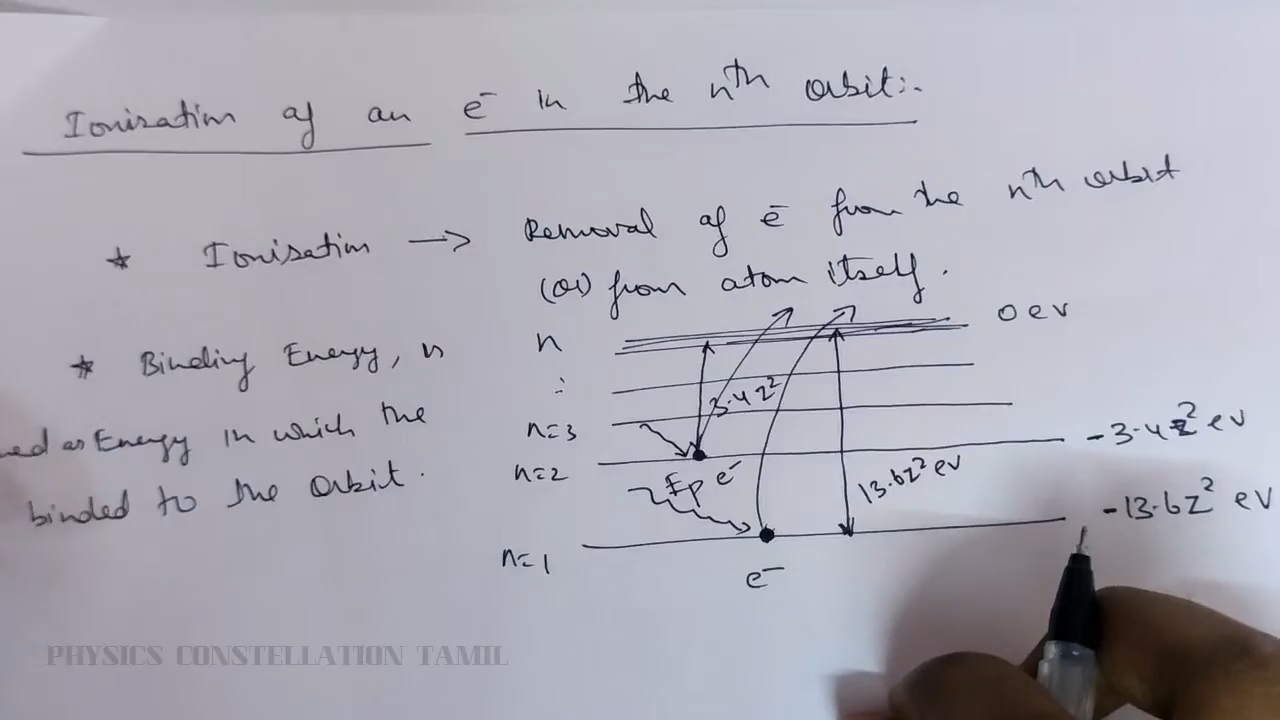 Ionisation of an e⁻ in the nth orbit:-
* Ionisation → Removal of e⁻ from the nth orbit
(or) from atom itself.
* Binding Energy, is
ned as Energy in which the
binded to the orbit.
n
0 ev
:
3.4Z²
n=3
n=2
-3.4Z² ev
Ep e⁻
13.6Z² ev
n=1
-13.6Z² ev
e⁻
PHYSICS CONSTELLATION TAMIL